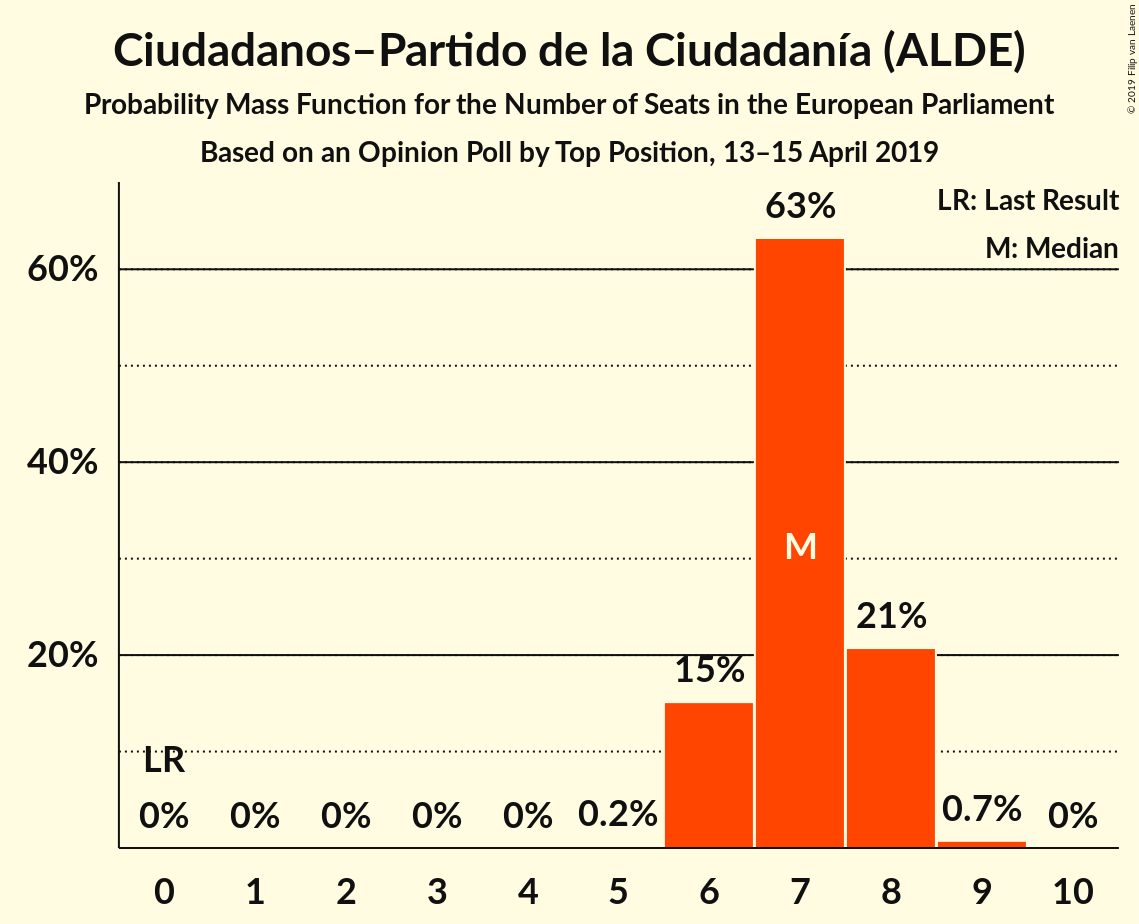 Ciudadanos–Partido de la Ciudadanía (ALDE)
Probability Mass Function for the Number of Seats in the European Parliament
Based on an Opinion Poll by Top Position, 13–15 April 2019
© 2019 Filip van Laenen
LR: Last Result
M: Median
63%
60%
40%
M
21%
20%
15%
LR
0% 0% 0% 0% 0% 0.2% 0.7% 0%
0 1 2 3 4 5 6 7 8 9 10